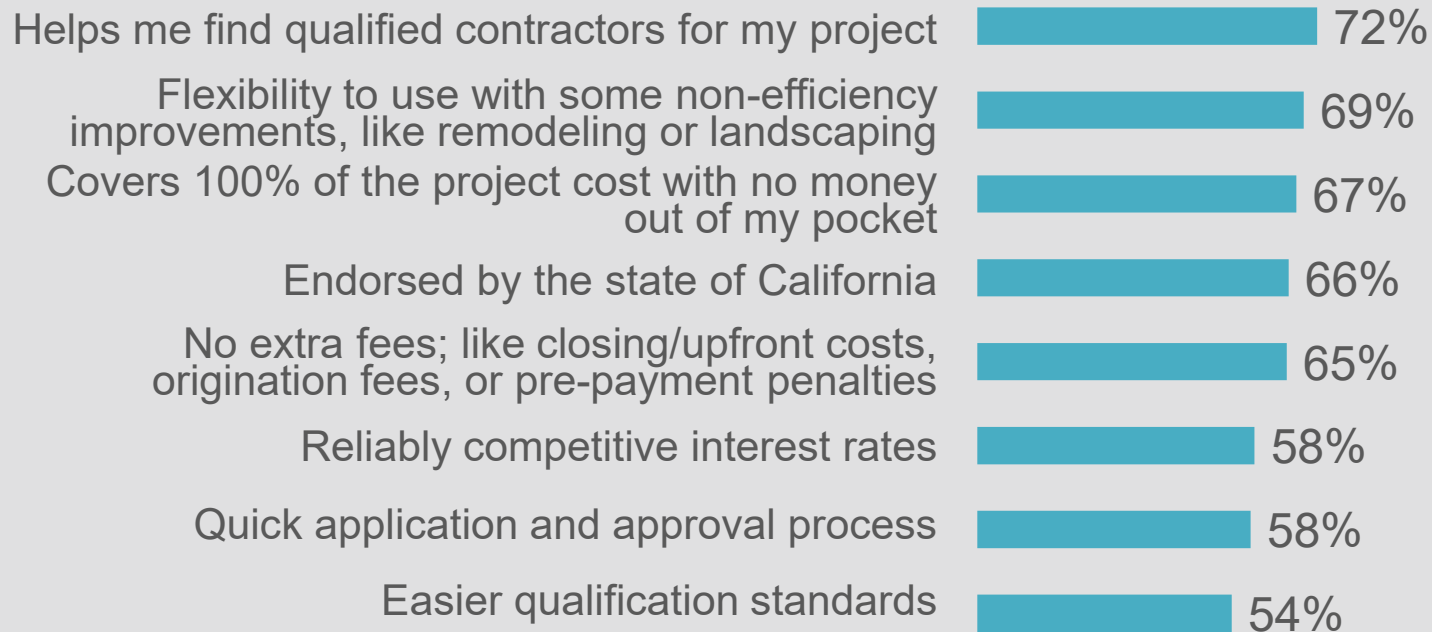 Helps me find qualified contractors for my project 72%
Flexibility to use with some non-efficiency
improvements, like remodeling or landscaping 69%
Covers 100% of the project cost with no money
out of my pocket 67%
Endorsed by the state of California 66%
No extra fees; like closing/upfront costs,
origination fees, or pre-payment penalties 65%
Reliably competitive interest rates 58%
Quick application and approval process 58%
Easier qualification standards 54%